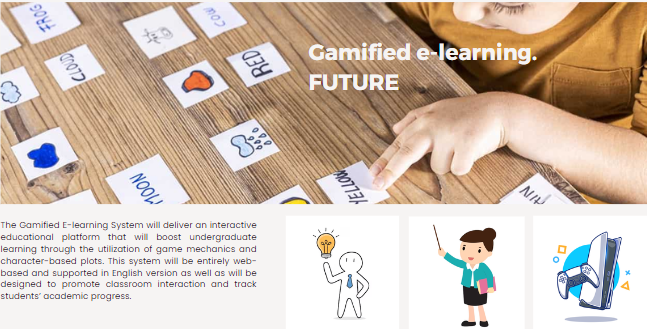 FROG
COW
CLOUD
RED
Gamified e-learning.
FUTURE
MOON
YELLOW
The Gamified E-learning System will deliver an interactive
educational platform that will boost undergraduate
learning through the utilization of game mechanics and
character-based plots. This system will be entirely web-
based and supported in English version as well as will be
designed to promote classroom interaction and track
students' academic progress.